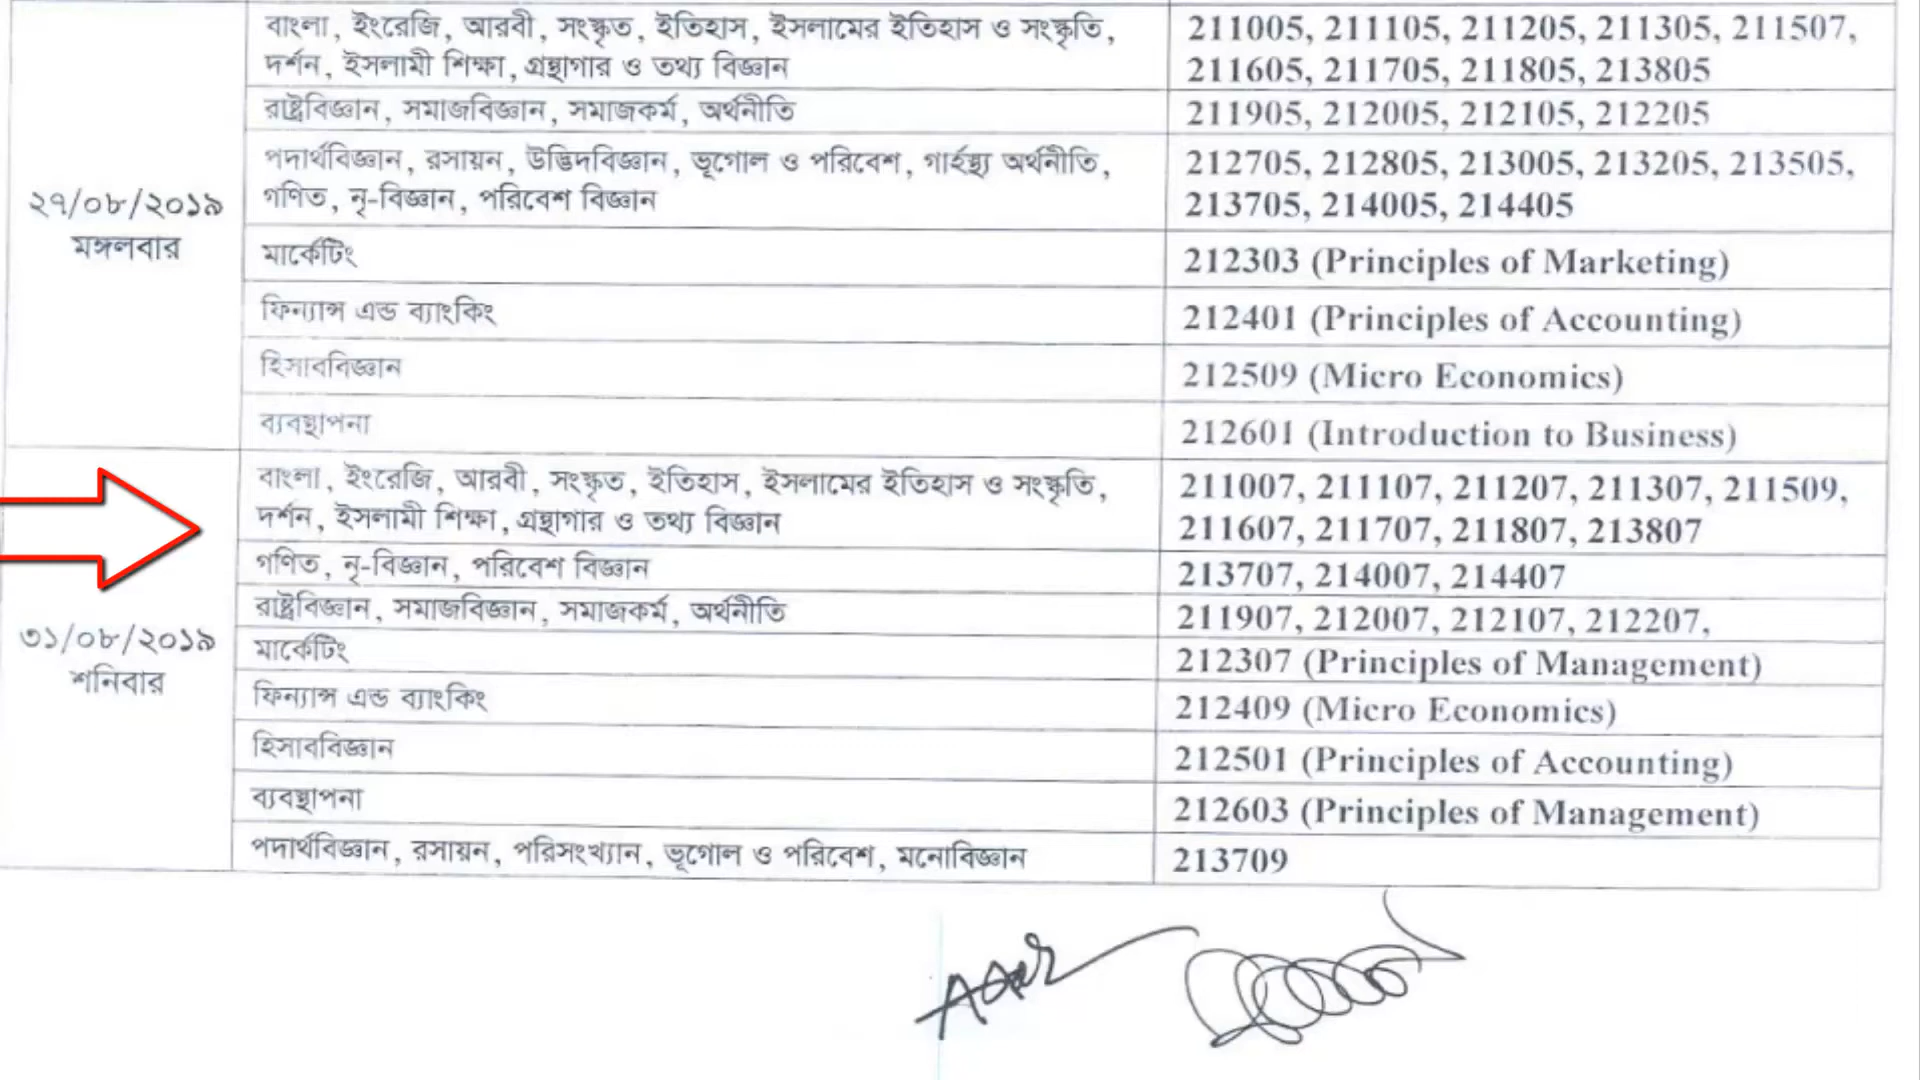 বাংলা, ইংরেজি, আরবী, সংস্কৃত, ইতিহাস, ইসলামের ইতিহাস ও সংস্কৃতি,
দর্শন, ইসলামী শিক্ষা, গ্রন্থাগার ও তথ্য বিজ্ঞান
211005, 211105, 211205, 211305, 211507,
211605, 211705, 211805, 213805
রাষ্ট্রবিজ্ঞান, সমাজবিজ্ঞান, সমাজকর্ম, অর্থনীতি
211905, 212005, 212105, 212205
২৭/০৮/২০১৯
মঙ্গলবার
পদার্থবিজ্ঞান, রসায়ন, উদ্ভিদবিজ্ঞান, ভূগোল ও পরিবেশ, গার্হস্থ্য অর্থনীতি,
গণিত, নৃ-বিজ্ঞান, পরিবেশ বিজ্ঞান
212705, 212805, 213005, 213205, 213505,
213705, 214005, 214405
মার্কেটিং
212303 (Principles of Marketing)
ফিন্যান্স এন্ড ব্যাংকিং
212401 (Principles of Accounting)
হিসাববিজ্ঞান
212509 (Micro Economics)
ব্যবস্থাপনা
212601 (Introduction to Business)
বাংলা, ইংরেজি, আরবী, সংস্কৃত, ইতিহাস, ইসলামের ইতিহাস ও সংস্কৃতি,
দর্শন, ইসলামী শিক্ষা, গ্রন্থাগার ও তথ্য বিজ্ঞান
211007, 211107, 211207, 211307, 211509,
211607, 211707, 211807, 213807
গণিত, নৃ-বিজ্ঞান, পরিবেশ বিজ্ঞান
213707, 214007, 214407
রাষ্ট্রবিজ্ঞান, সমাজবিজ্ঞান, সমাজকর্ম, অর্থনীতি
211907, 212007, 212107, 212207,
৩১/০৮/২০১৯
শনিবার
মার্কেটিং
212307 (Principles of Management)
ফিন্যান্স এন্ড ব্যাংকিং
212409 (Micro Economics)
হিসাববিজ্ঞান
212501 (Principles of Accounting)
ব্যবস্থাপনা
212603 (Principles of Management)
পদার্থবিজ্ঞান, রসায়ন, পরিসংখ্যান, ভূগোল ও পরিবেশ, মনোবিজ্ঞান
213709